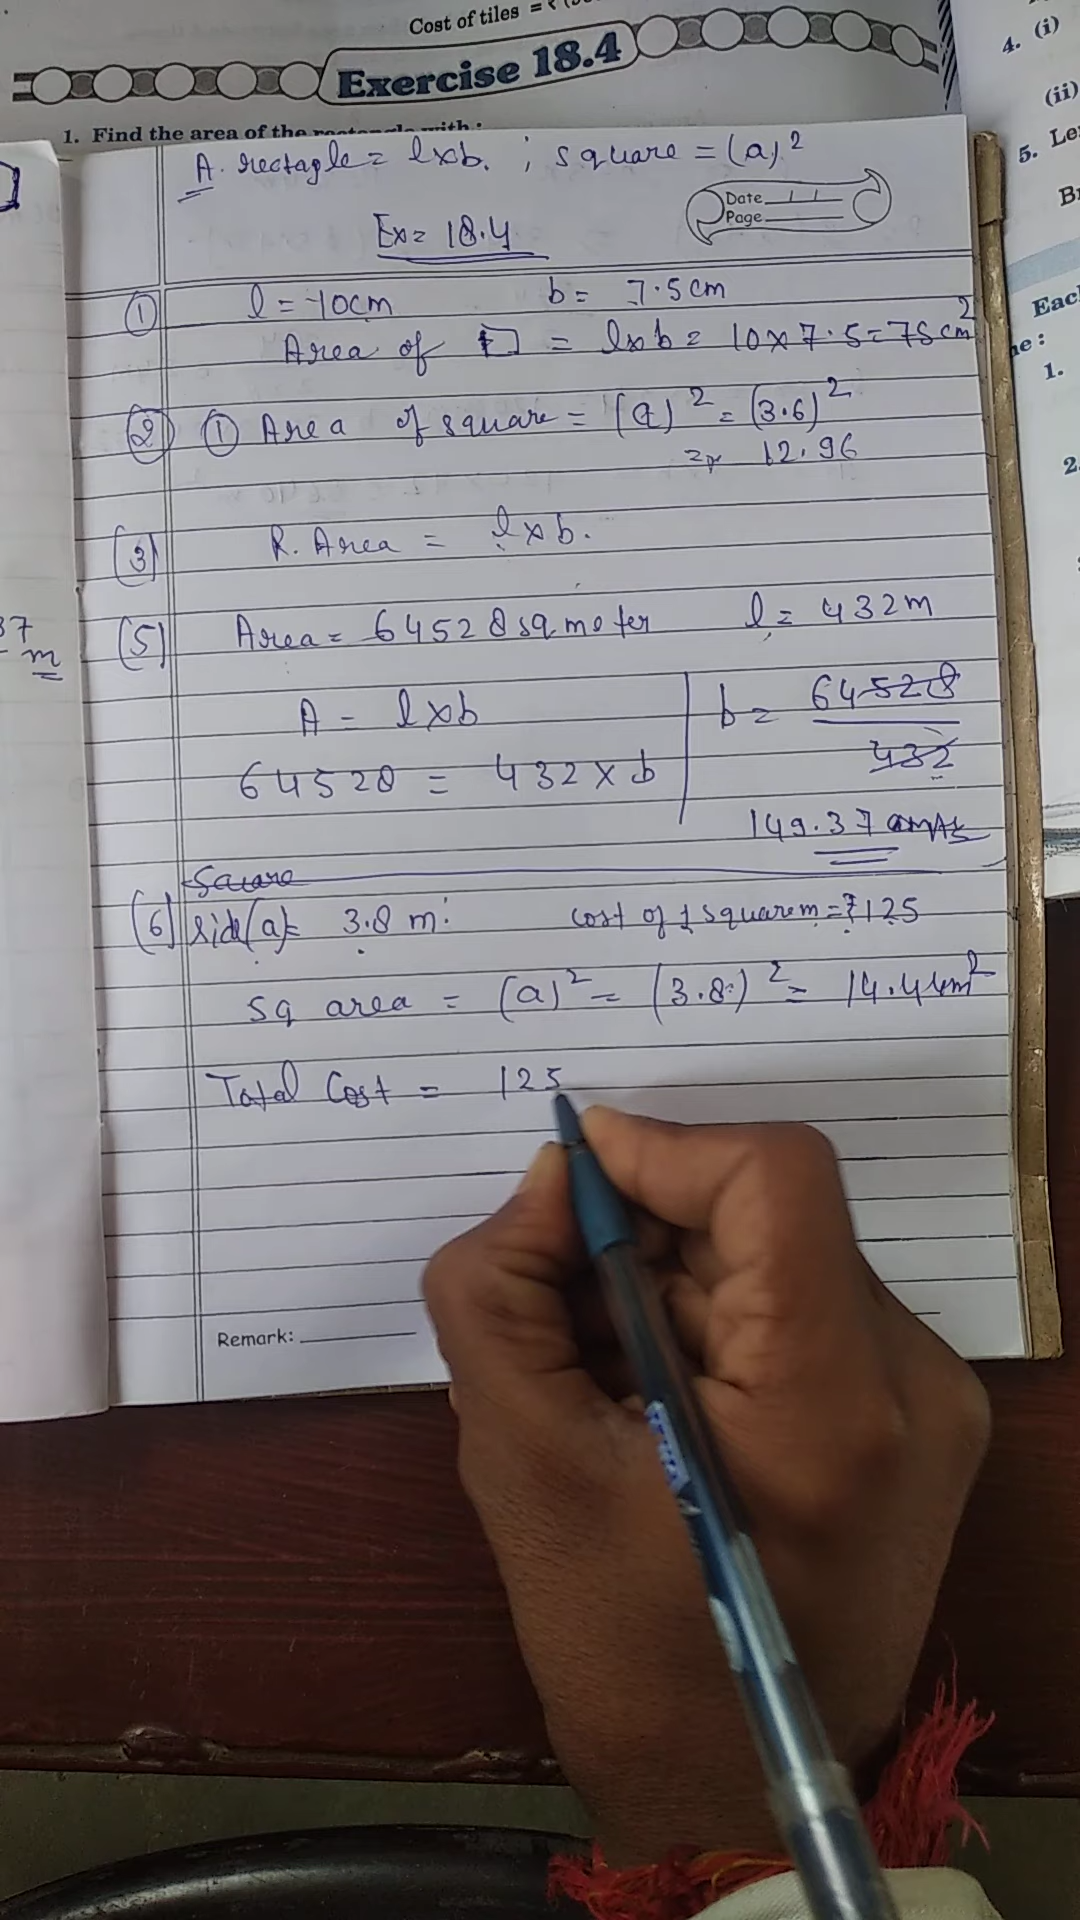 Cost of tiles = ₹
Exercise 18.4
1. Find the area of the rectangle with :
A. rectagle = l×b. ; square = (a)²
Date
Page
Ex= 18.4
① l = 10cm b = 7.5cm
Area of ▭ = l×b = 10×7.5=75cm²
② ① Area of square = (a)² = (3.6)²
= 12.96
(3) R. Area = l×b.
(5) Area = 64528 sq meter l = 432m
A = l×b
64528 = 432×b
b = 64528
432
149.37
Square
(6) side(a)= 3.8 m. cost of 1 square m = ₹125
sq area = (a)² = (3.8)² = 14.44m²
Total Cost = 125
Remark:
37
m
4. (i)
(ii)
5.
Each
1.
2.